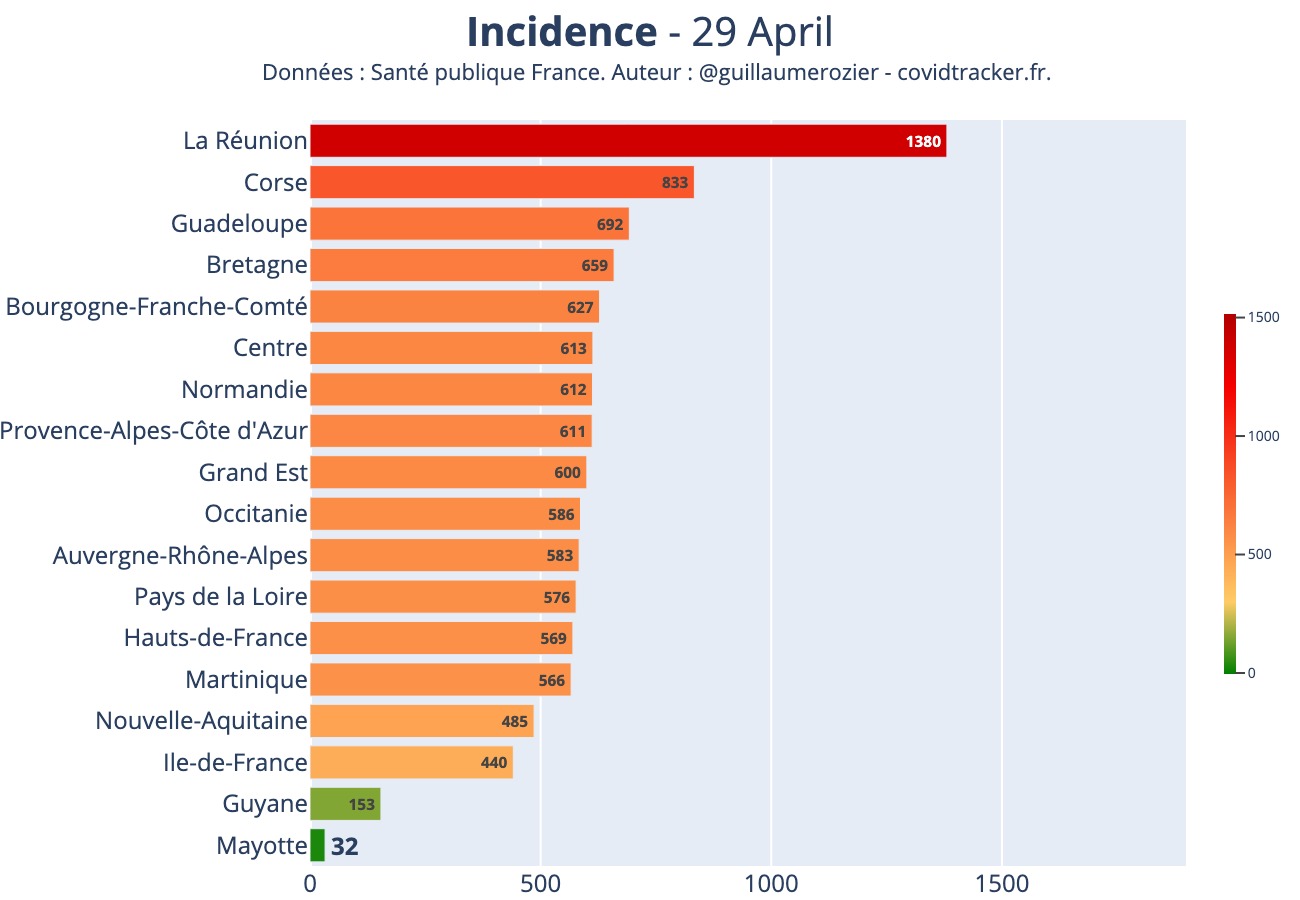 Incidence - 29 April
Données : Santé publique France. Auteur : @guillaumerozier - covidtracker.fr.
La Réunion 1380
Corse 833
Guadeloupe 692
Bretagne 659
Bourgogne-Franche-Comté 627
Centre 613
Normandie 612
Provence-Alpes-Côte d'Azur 611
Grand Est 600
Occitanie 586
Auvergne-Rhône-Alpes 583
Pays de la Loire 576
Hauts-de-France 569
Martinique 566
Nouvelle-Aquitaine 485
Ile-de-France 440
Guyane 153
Mayotte 32
0 500 1000 1500
1500
1000
500
0